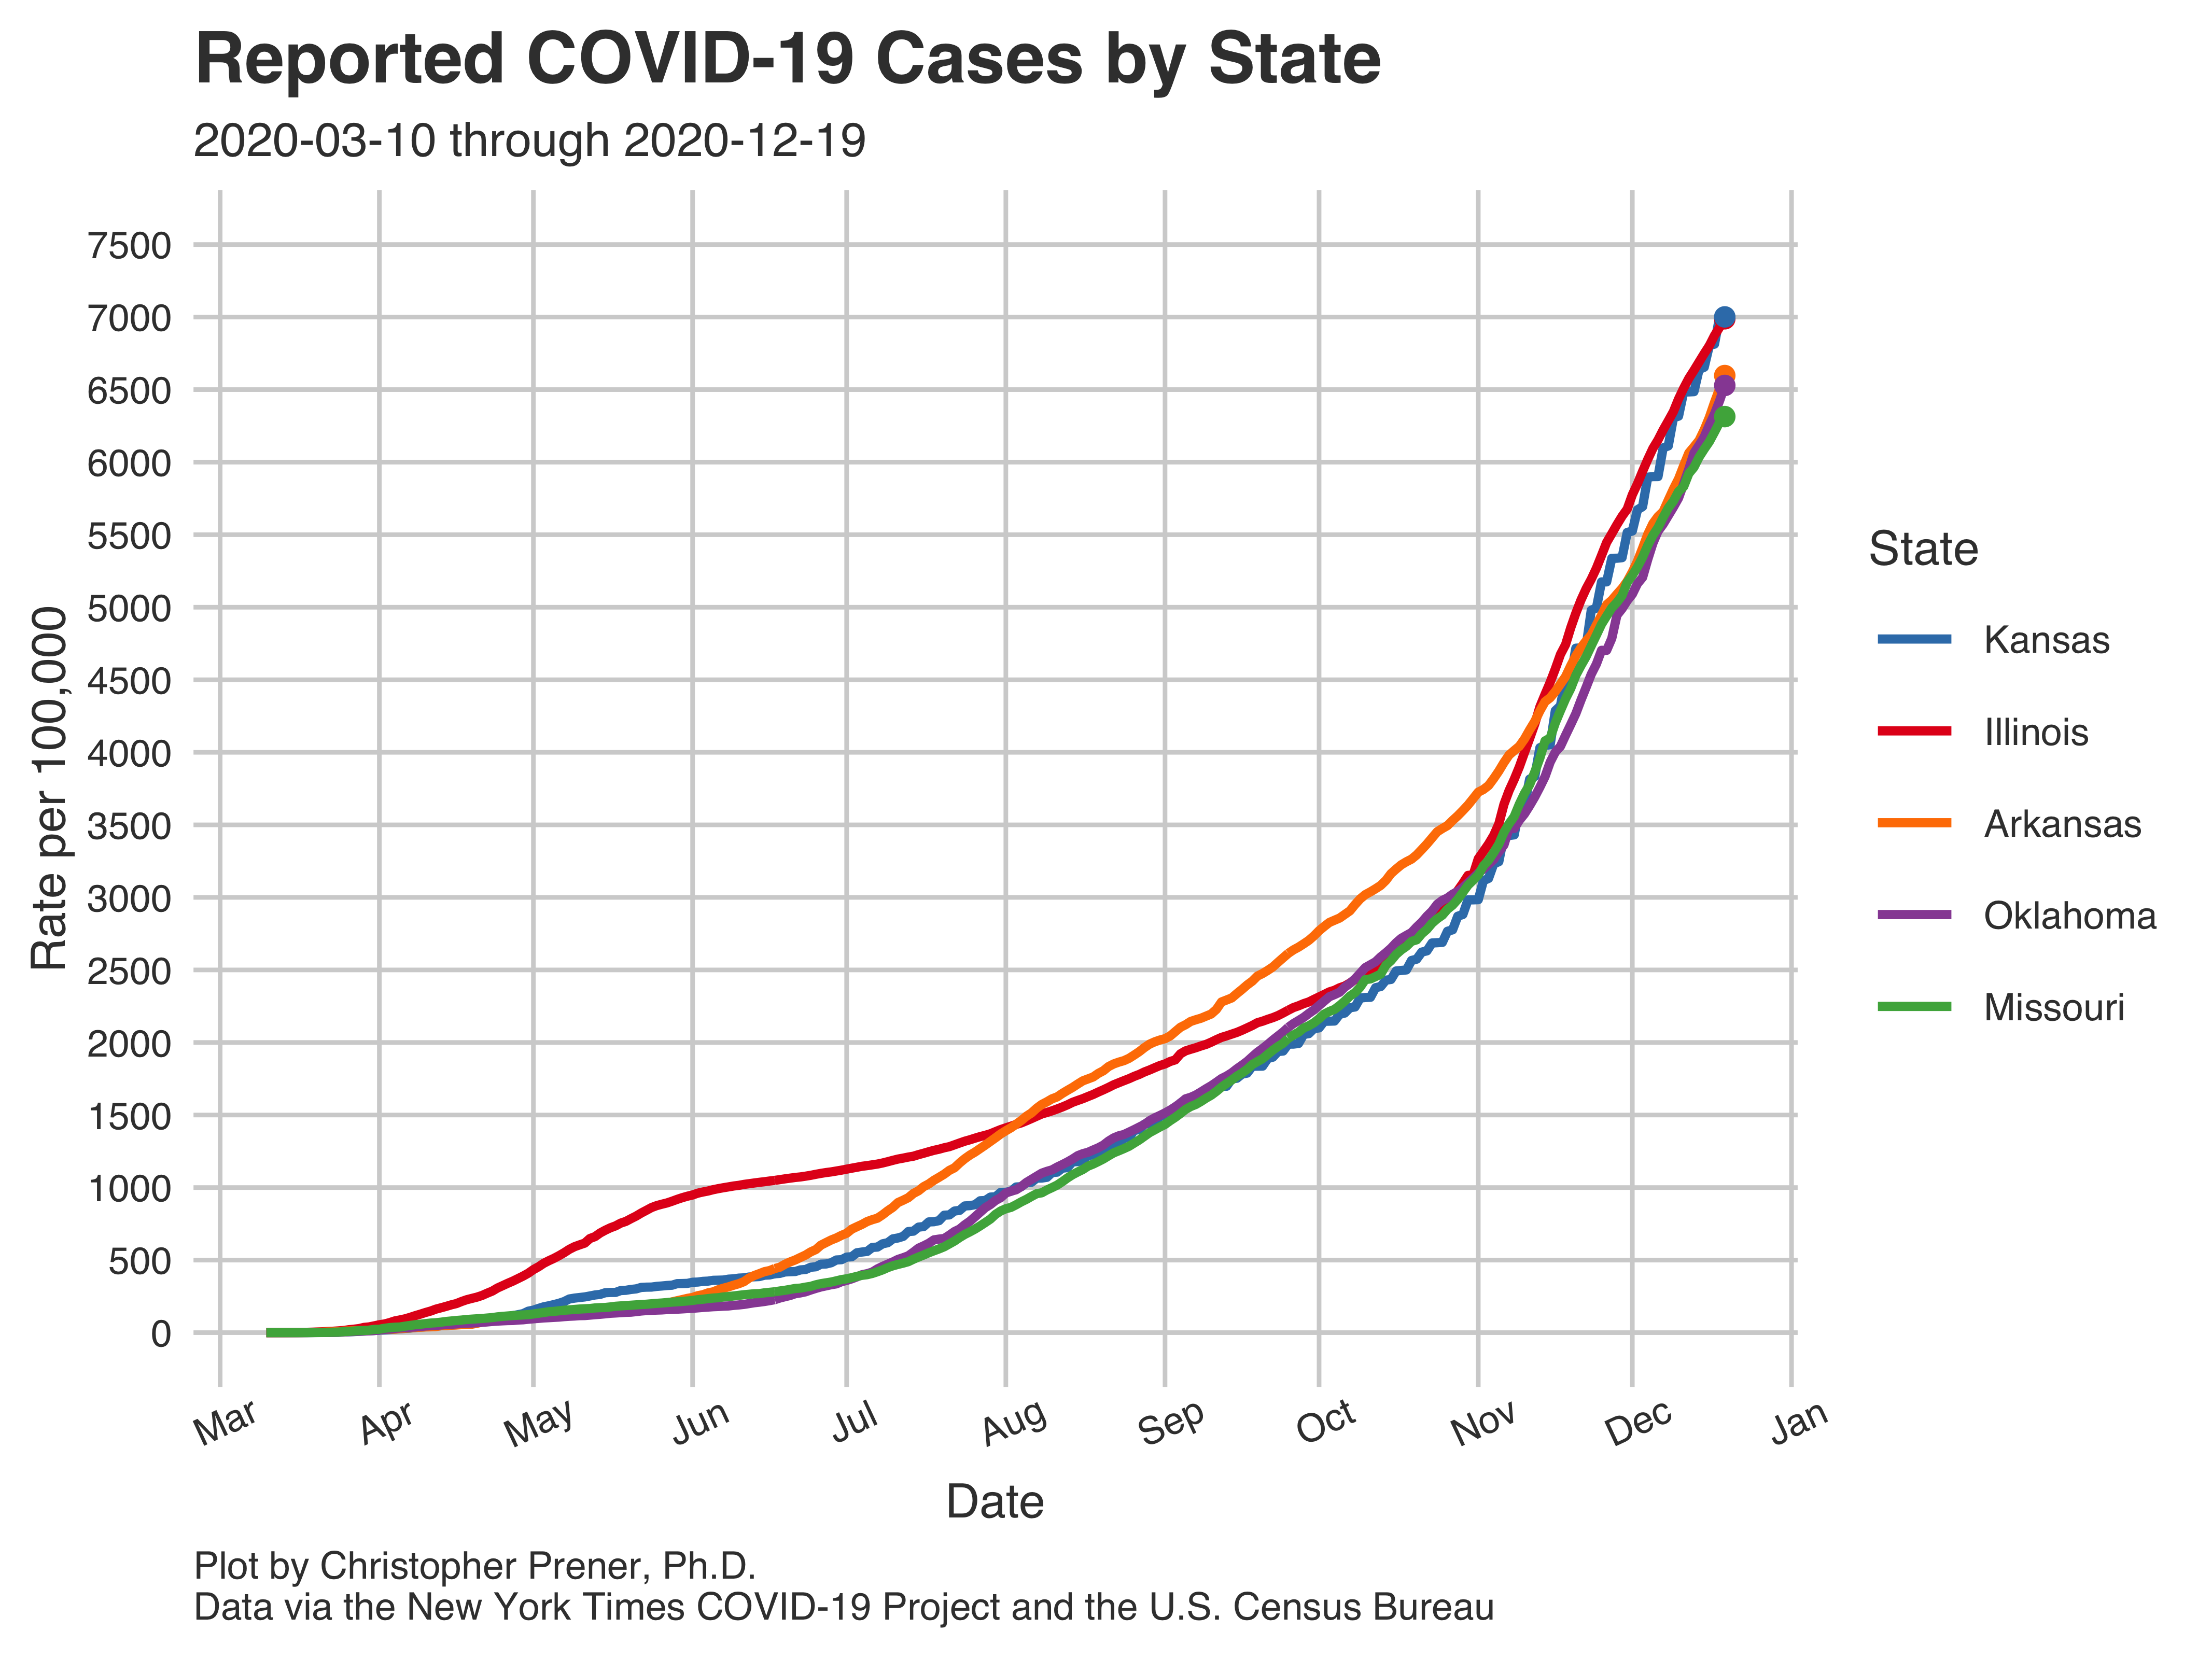 Reported COVID-19 Cases by State
2020-03-10 through 2020-12-19
7500
7000
6500
6000
5500
5000
4500
4000
3500
3000
2500
2000
1500
1000
500
0
Rate per 100,000
Mar
Apr
May
Jun
Jul
Aug
Sep
Oct
Nov
Dec
Jan
Date
State
Kansas
Illinois
Arkansas
Oklahoma
Missouri
Plot by Christopher Prener, Ph.D.
Data via the New York Times COVID-19 Project and the U.S. Census Bureau